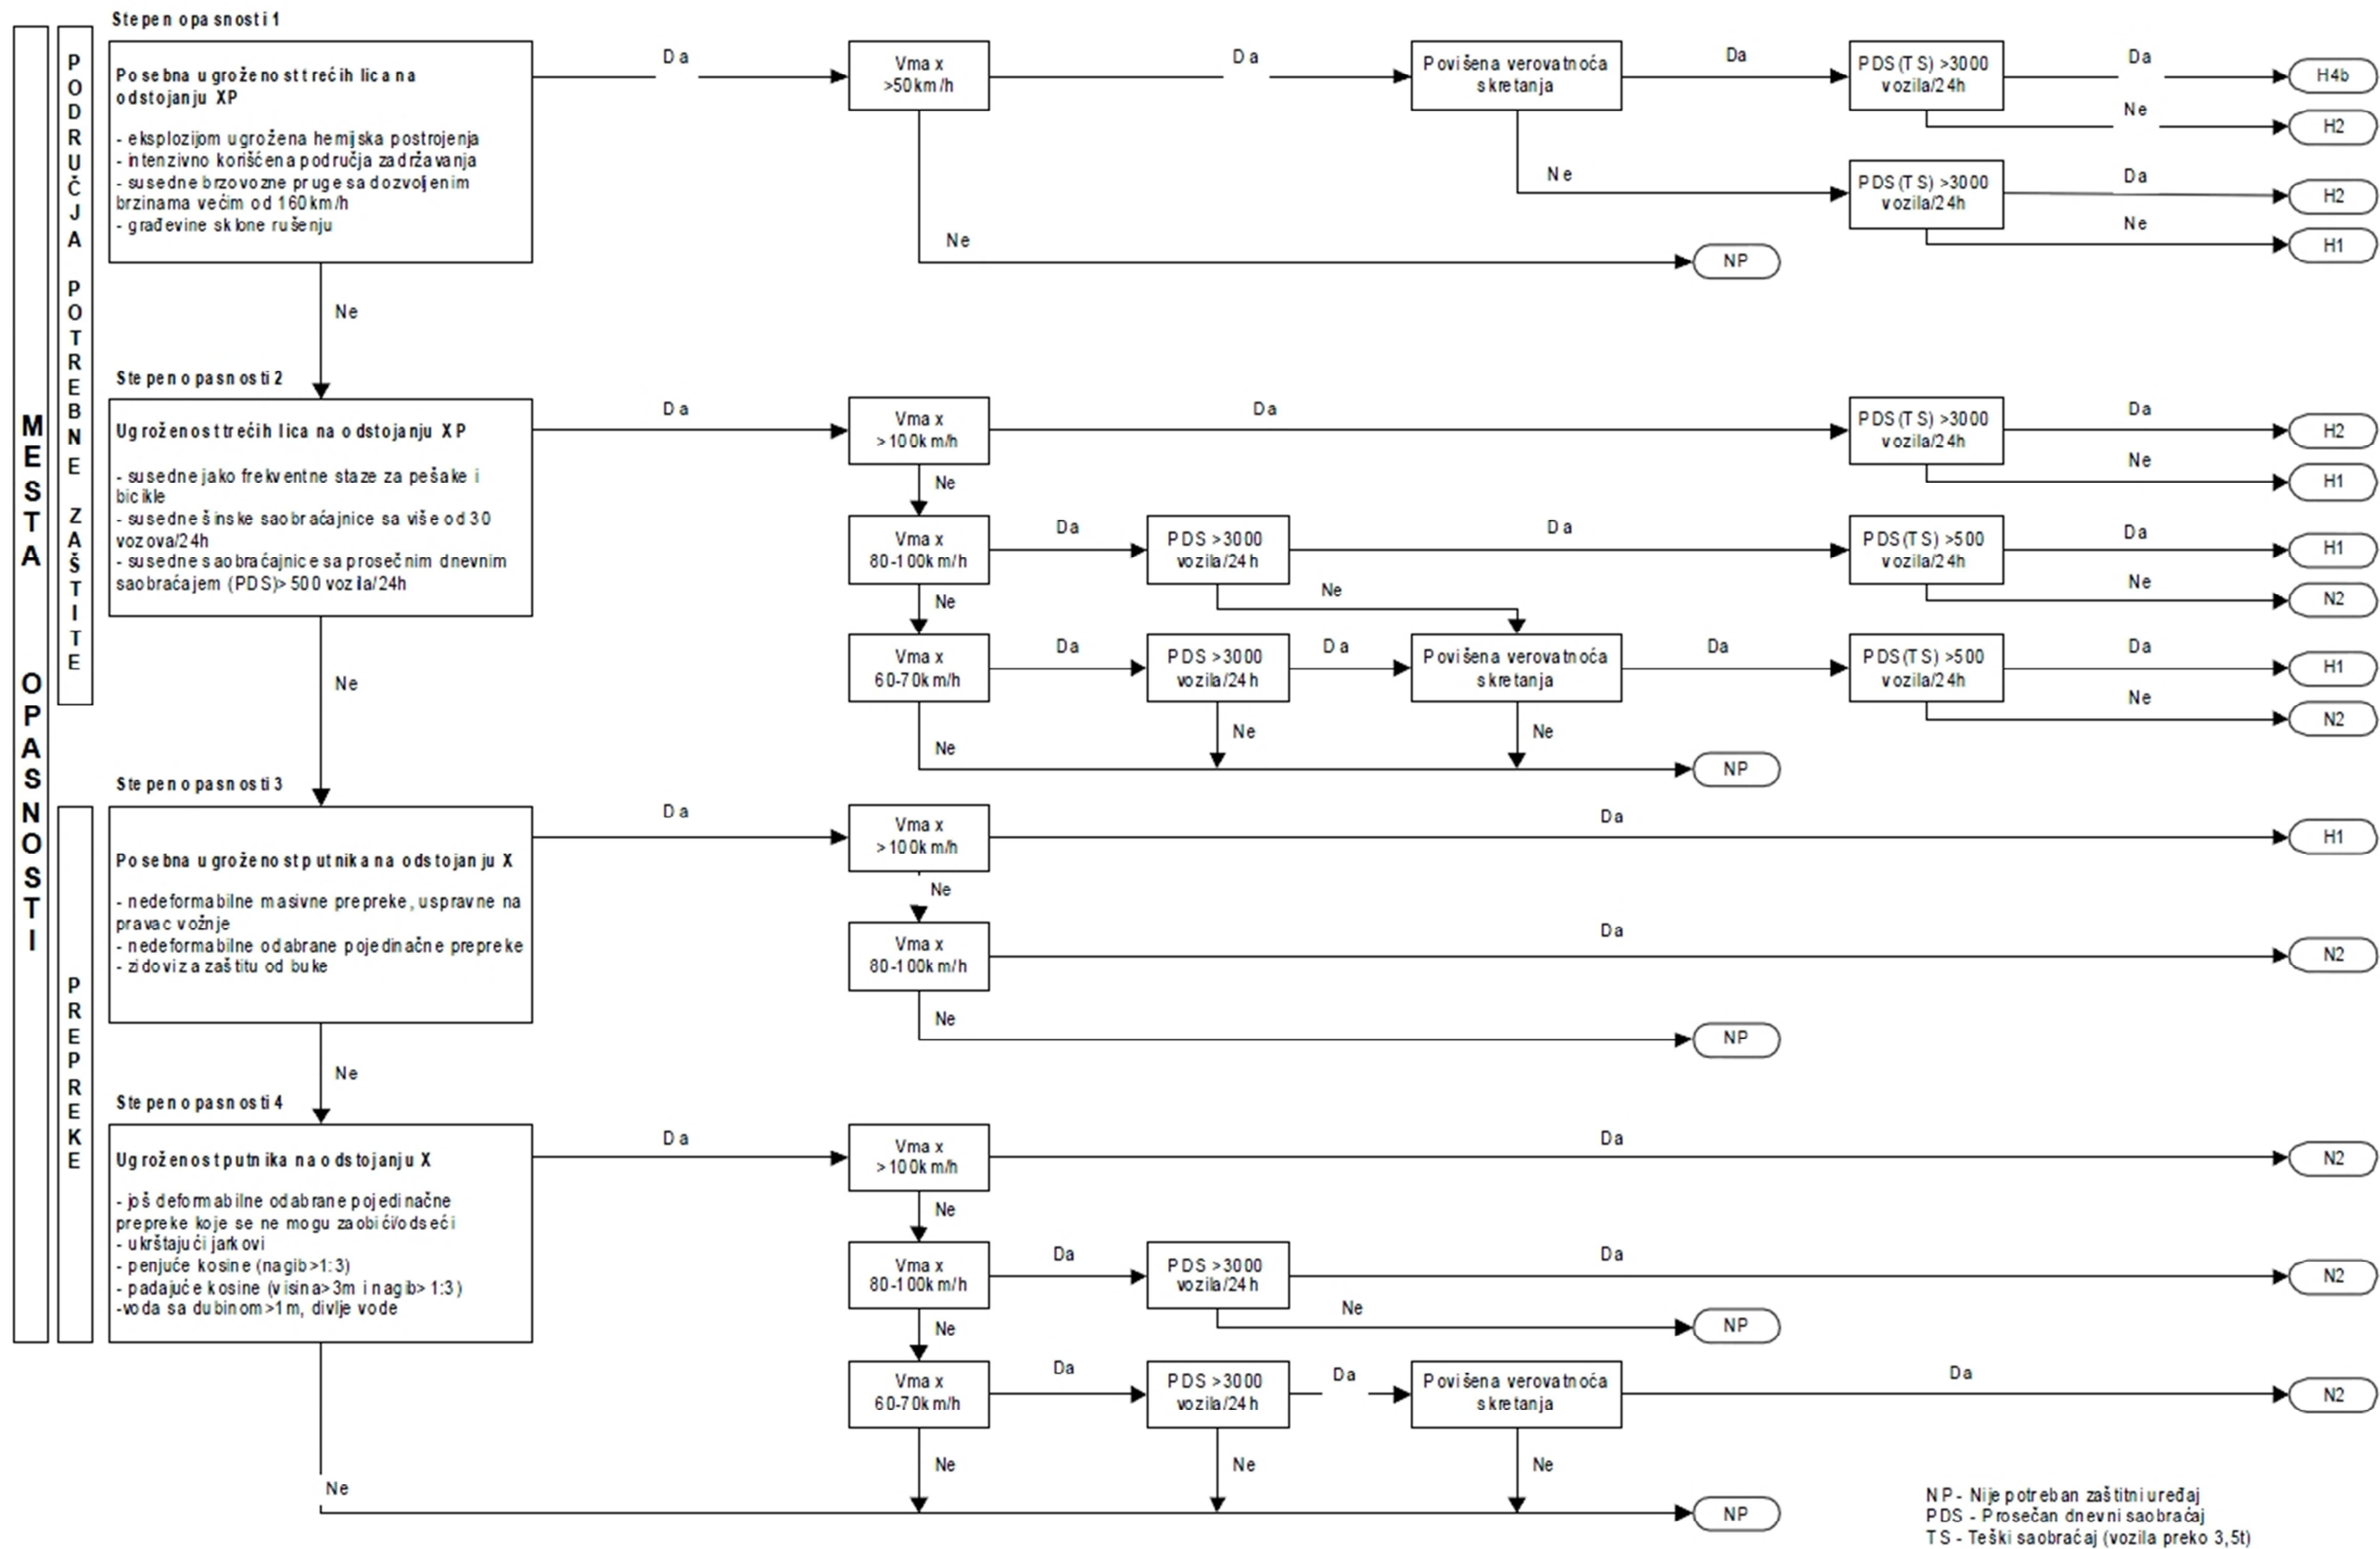 MESTA OPASNOSTI
PODRUČJA POTREBNE ZAŠTITE
PREPREKE
Stepen opasnosti 1
Posebna ugroženost trećih lica na
odstojanju XP
- eksplozijom ugrožena hemijska postrojenja
- intenzivno korišćena područja zadržavanja
- susedne brzovozne pruge sa dozvoljenim
brzinama većim od 160km/h
- građevine sklone rušenju
Da
Vmax
>50km/h
Da
Povišena verovatnoća
skretanja
Da
PDS(TS) >3000
vozila/24h
Da
H4b
Ne
H2
Ne
PDS(TS) >3000
vozila/24h
Da
H2
Ne
H1
Ne
NP
Ne
Stepen opasnosti 2
Ugroženost trećih lica na odstojanju XP
- susedne jako frekventne staze za pešake i
bicikle
- susedne šinske saobraćajnice sa više od 30
vozova/24h
- susedne saobraćajnice sa prosečnim dnevnim
saobraćajem (PDS)> 500 vozila/24h
Da
Vmax
>100km/h
Da
PDS(TS) >3000
vozila/24h
Da
H2
Ne
H1
Ne
Vmax
80-100km/h
Da
PDS >3000
vozila/24h
Da
PDS(TS) >500
vozila/24h
Da
H1
Ne
N2
Ne
Ne
Vmax
60-70km/h
Da
PDS >3000
vozila/24h
Da
Povišena verovatnoća
skretanja
Da
PDS(TS) >500
vozila/24h
Da
H1
Ne
N2
Ne
Ne
Ne
NP
Ne
Stepen opasnosti 3
Posebna ugroženost putnika na odstojanju X
- nedeformabilne masivne prepreke, uspravne na
pravac vožnje
- nedeformabilne odabrane pojedinačne prepreke
- zidovi za zaštitu od buke
Da
Vmax
>100km/h
Da
H1
Ne
Vmax
80-100km/h
Da
N2
Ne
NP
Ne
Stepen opasnosti 4
Ugroženost putnika na odstojanju X
- još deformabilne odabrane pojedinačne
prepreke koje se ne mogu zaobići/odseći
- ukrštajući jarkovi
- penjuće kosine (nagib>1:3)
- padajuće kosine (visina>3m i nagib> 1:3)
-voda sa dubinom>1m, divlje vode
Da
Vmax
>100km/h
Da
N2
Ne
Vmax
80-100km/h
Da
PDS >3000
vozila/24h
Da
N2
Ne
NP
Ne
Vmax
60-70km/h
Da
PDS >3000
vozila/24h
Da
Povišena verovatnoća
skretanja
Da
N2
Ne
Ne
Ne
Ne
NP
NP - Nije potreban zaštitni uređaj
PDS - Prosečan dnevni saobraćaj
TS - Teški saobraćaj (vozila preko 3,5t)